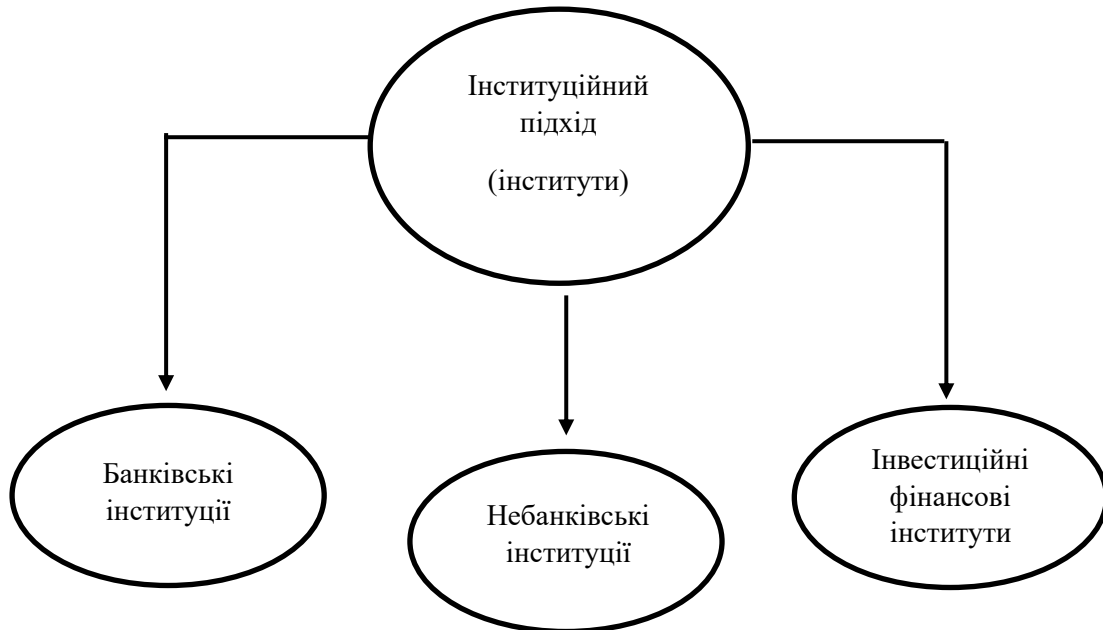 Інституційний
підхід
(інститути)
Банківські
інституції
Небанківські
інституції
Інвестиційні
фінансові
інститути